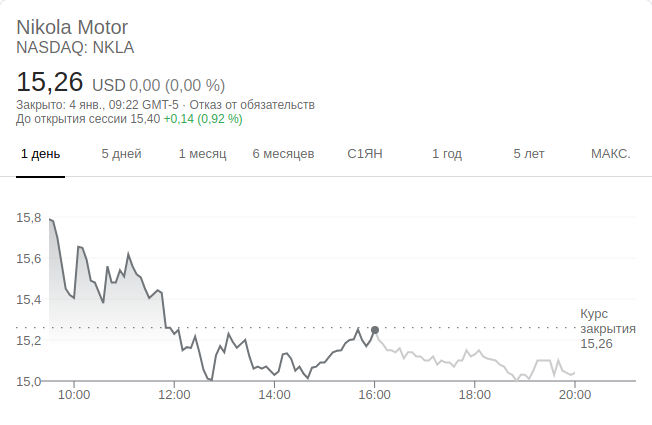 Nikola Motor
NASDAQ: NKLA
15,26 USD 0,00 (0,00 %)
Закрыто: 4 янв., 09:22 GMT-5 · Отказ от обязательств
До открытия сессии 15,40 +0,14 (0,92 %)
1 день 5 дней 1 месяц 6 месяцев С1ЯН 1 год 5 лет МАКС.
15,8
15,6
15,4
Курс
закрытия
15,26
15,2
15,0
10:00 12:00 14:00 16:00 18:00 20:00